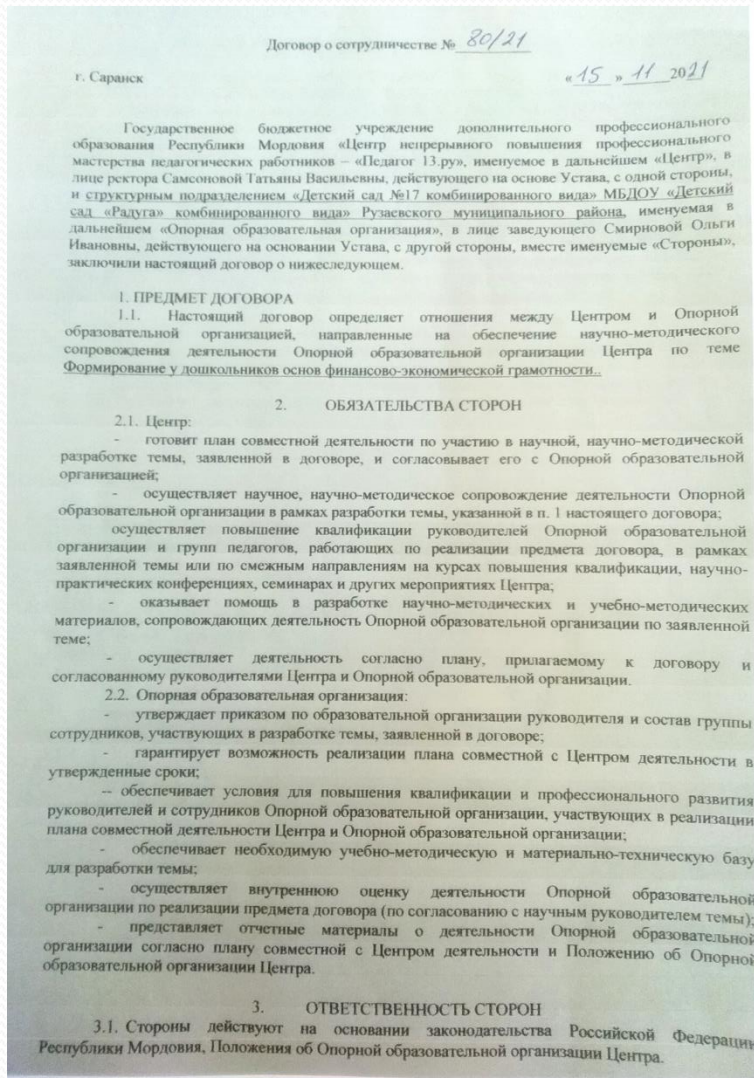 Договор о сотрудничестве № 80/21
г. Саранск « 15 » 11 2021
Государственное бюджетное учреждение дополнительного профессионального
образования Республики Мордовия «Центр непрерывного повышения профессионального
мастерства педагогических работников – «Педагог 13.ру», именуемое в дальнейшем «Центр», в
лице ректора Самсоновой Татьяны Васильевны, действующего на основе Устава, с одной стороны,
и структурным подразделением «Детский сад №17 комбинированного вида» МБДОУ «Детский
сад «Радуга» комбинированного вида» Рузаевского муниципального района, именуемая в
дальнейшем «Опорная образовательная организация», в лице заведующего Смирновой Ольги
Ивановны, действующего на основании Устава, с другой стороны, вместе именуемые «Стороны»,
заключили настоящий договор о нижеследующем.
1. ПРЕДМЕТ ДОГОВОРА
1.1. Настоящий договор определяет отношения между Центром и Опорной
образовательной организацией, направленные на обеспечение научно-методического
сопровождения деятельности Опорной образовательной организации Центра по теме
Формирование у дошкольников основ финансово-экономической грамотности..
2. ОБЯЗАТЕЛЬСТВА СТОРОН
2.1. Центр:
- готовит план совместной деятельности по участию в научной, научно-методической
разработке темы, заявленной в договоре, и согласовывает его с Опорной образовательной
организацией;
- осуществляет научное, научно-методическое сопровождение деятельности Опорной
образовательной организации в рамках разработки темы, указанной в п. 1 настоящего договора;
осуществляет повышение квалификации руководителей Опорной образовательной
организации и групп педагогов, работающих по реализации предмета договора, в рамках
заявленной темы или по смежным направлениям на курсах повышения квалификации, научно-
практических конференциях, семинарах и других мероприятиях Центра;
- оказывает помощь в разработке научно-методических и учебно-методических
материалов, сопровождающих деятельность Опорной образовательной организации по заявленной
теме;
- осуществляет деятельность согласно плану, прилагаемому к договору и
согласованному руководителями Центра и Опорной образовательной организации.
2.2. Опорная образовательная организация:
- утверждает приказом по образовательной организации руководителя и состав группы
сотрудников, участвующих в разработке темы, заявленной в договоре;
- гарантирует возможность реализации плана совместной с Центром деятельности в
утвержденные сроки;
-- обеспечивает условия для повышения квалификации и профессионального развития
руководителей и сотрудников Опорной образовательной организации, участвующих в реализации
плана совместной деятельности Центра и Опорной образовательной организации;
- обеспечивает необходимую учебно-методическую и материально-техническую базу
для разработки темы;
- осуществляет внутреннюю оценку деятельности Опорной образовательной
организации по реализации предмета договора (по согласованию с научным руководителем темы);
- представляет отчетные материалы о деятельности Опорной образовательной
организации согласно плану совместной с Центром деятельности и Положению об Опорной
образовательной организации Центра.
3. ОТВЕТСТВЕННОСТЬ СТОРОН
3.1. Стороны действуют на основании законодательства Российской Федерации
Республики Мордовия, Положения об Опорной образовательной организации Центра.